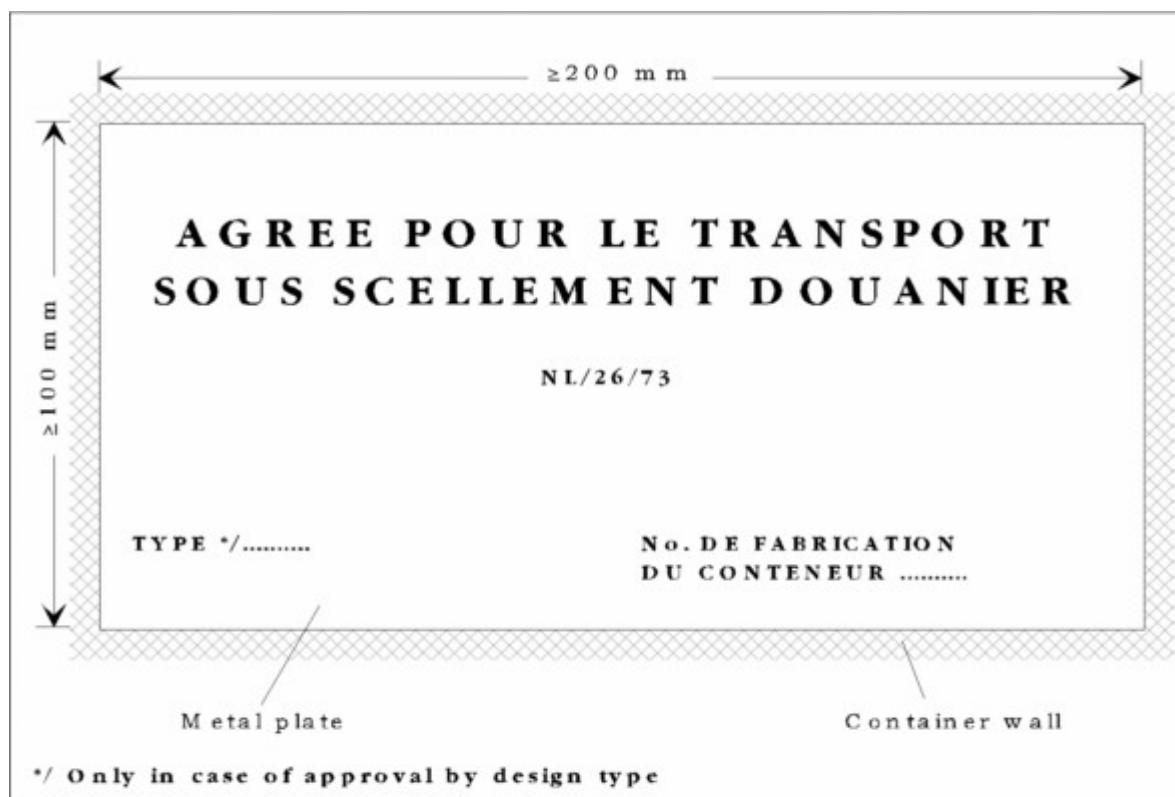 ≥200 mm
≥100 mm
AGREE POUR LE TRANSPORT
SOUS SCELLEMENT DOUANIER
NL/26/73
TYPE */..........
No. DE FABRICATION
DU CONTENEUR ..........
Metal plate
Container wall
*/ Only in case of approval by design type